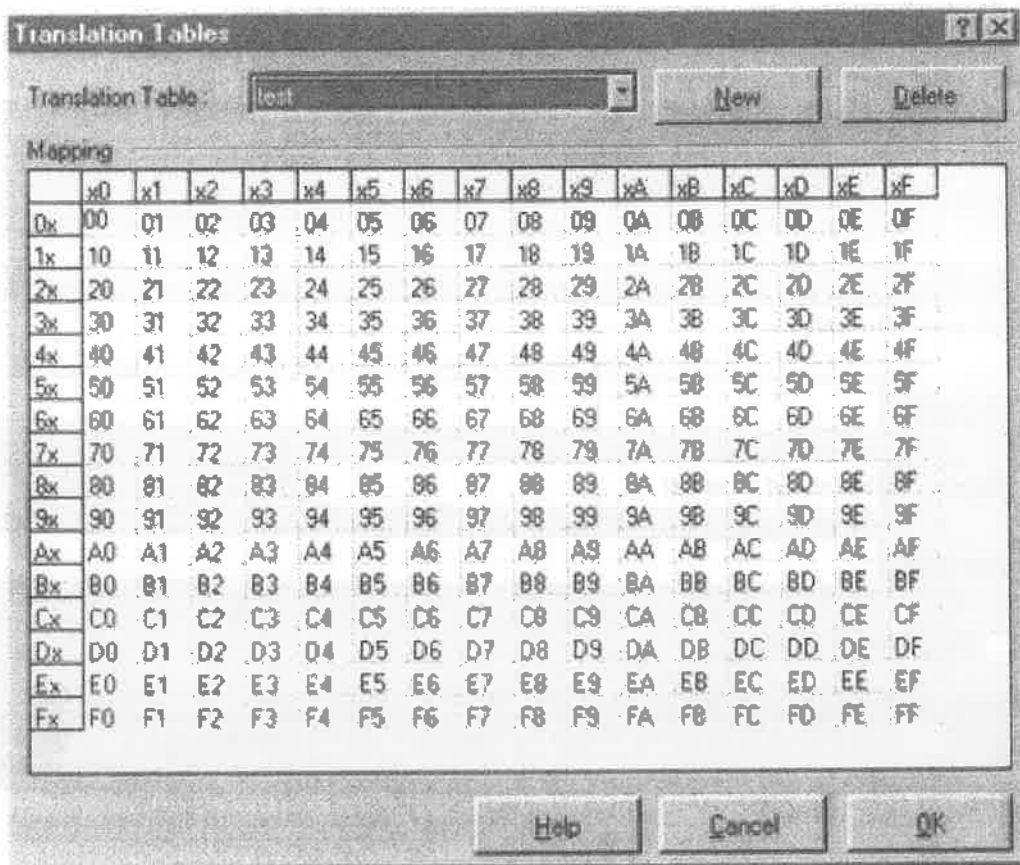 Translation Tables
Translation Table : test New Delete
Mapping
x0 x1 x2 x3 x4 x5 x6 x7 x8 x9 xA xB xC xD xE xF
0x 00 01 02 03 04 05 06 07 08 09 0A 0B 0C 0D 0E 0F
1x 10 11 12 13 14 15 16 17 18 19 1A 1B 1C 1D 1E 1F
2x 20 21 22 23 24 25 26 27 28 29 2A 2B 2C 2D 2E 2F
3x 30 31 32 33 34 35 36 37 38 39 3A 3B 3C 3D 3E 3F
4x 40 41 42 43 44 45 46 47 48 49 4A 4B 4C 4D 4E 4F
5x 50 51 52 53 54 55 56 57 58 59 5A 5B 5C 5D 5E 5F
6x 60 61 62 63 64 65 66 67 68 69 6A 6B 6C 6D 6E 6F
7x 70 71 72 73 74 75 76 77 78 79 7A 7B 7C 7D 7E 7F
8x 80 81 82 83 84 85 86 87 88 89 8A 8B 8C 8D 8E 8F
9x 90 91 92 93 94 95 96 97 98 99 9A 9B 9C 9D 9E 9F
Ax A0 A1 A2 A3 A4 A5 A6 A7 A8 A9 AA AB AC AD AE AF
Bx B0 B1 B2 B3 B4 B5 B6 B7 B8 B9 BA BB BC BD BE BF
Cx C0 C1 C2 C3 C4 C5 C6 C7 C8 C9 CA CB CC CD CE CF
Dx D0 D1 D2 D3 D4 D5 D6 D7 D8 D9 DA DB DC DD DE DF
Ex E0 E1 E2 E3 E4 E5 E6 E7 E8 E9 EA EB EC ED EE EF
Fx F0 F1 F2 F3 F4 F5 F6 F7 F8 F9 FA FB FC FD FE FF
Help Cancel OK